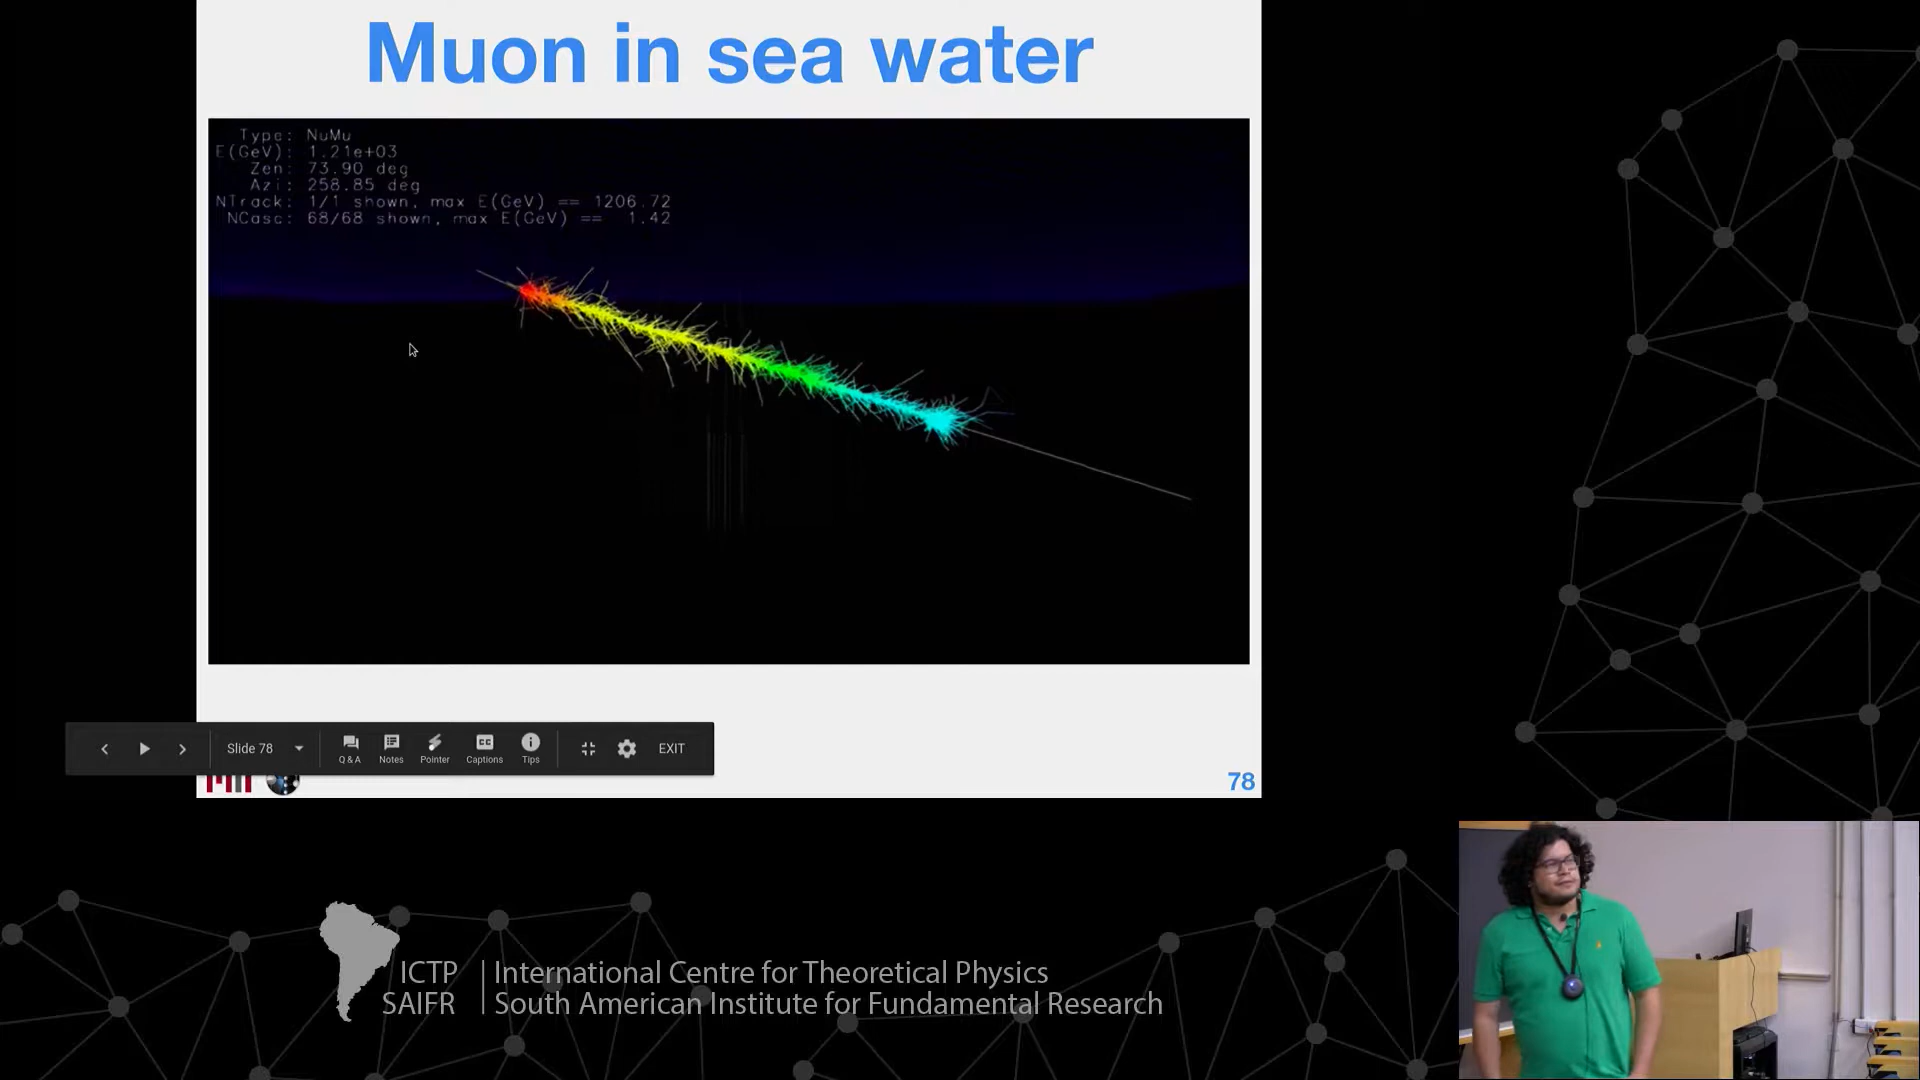 Muon in sea water
Type: NuMu
E(GeV): 1.21e+03
Zen: 73.90 deg
Azi: 258.85 deg
NTrack: 1/1 shown, max E(GeV) == 1206.72
NCasc: 68/68 shown, max E(GeV) == 1.42
Slide 78
Q & A
Notes
Pointer
CC
Captions
Tips
EXIT
78
ICTP
SAIFR
International Centre for Theoretical Physics
South American Institute for Fundamental Research